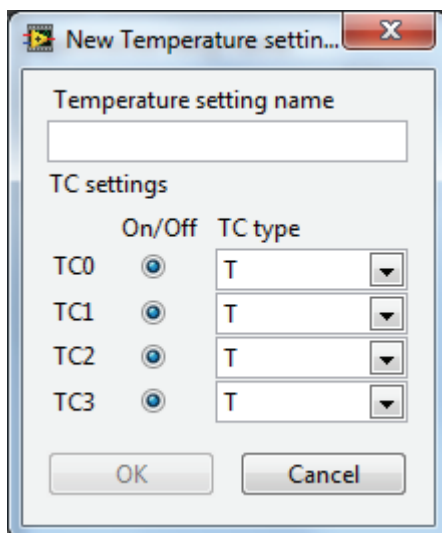 New Temperature settin...
Temperature setting name
TC settings
On/Off TC type
TC0 T
TC1 T
TC2 T
TC3 T
OK Cancel